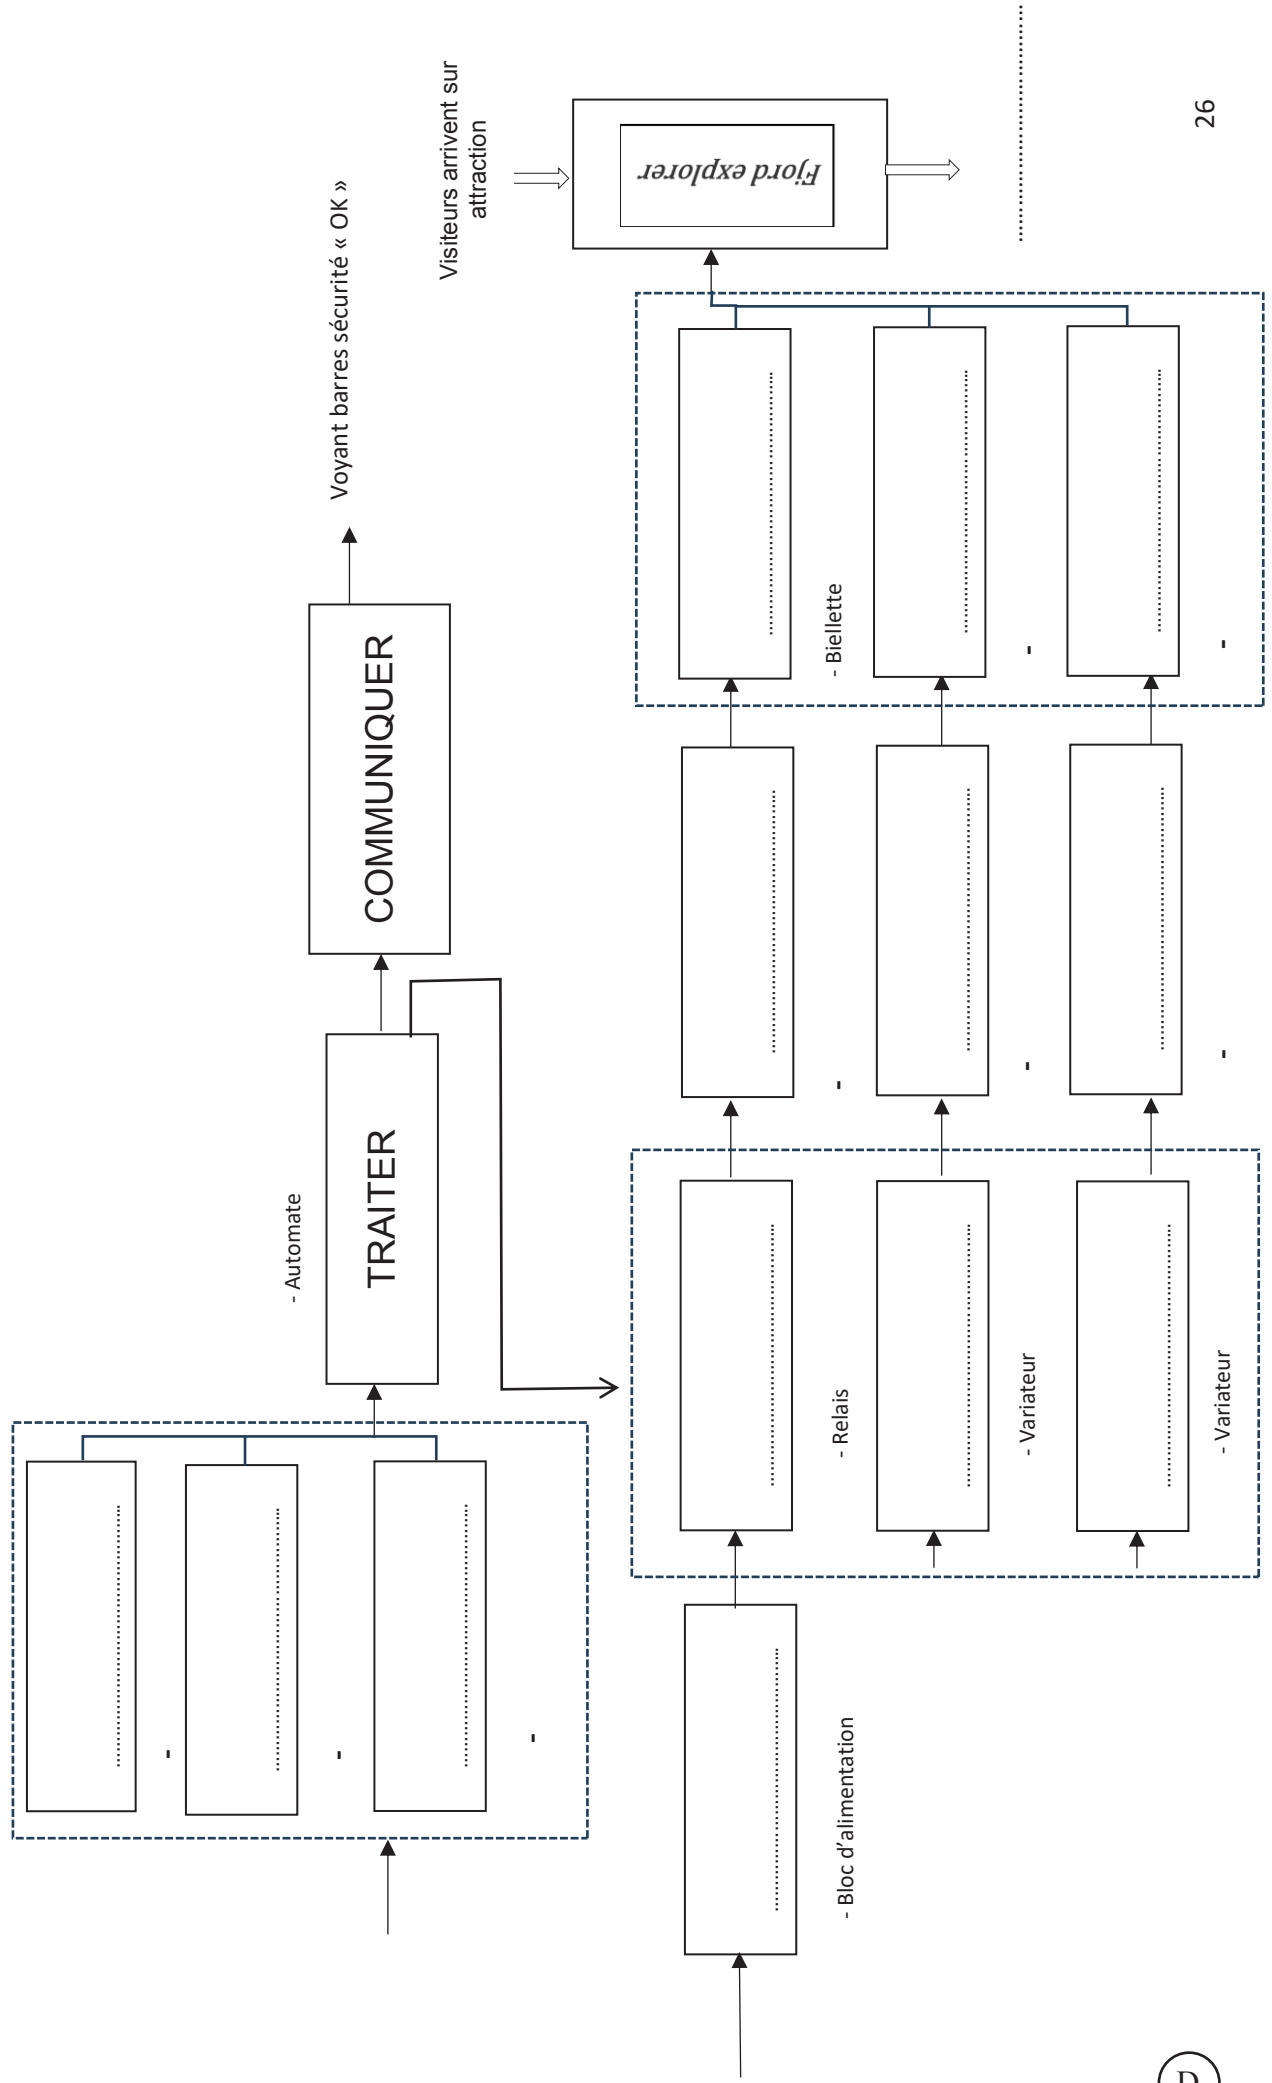 Voyant barres sécurité « OK »
- Automate
TRAITER
COMMUNIQUER
Visiteurs arrivent sur
attraction
Fjord explorer
- Bloc d’alimentation
- Relais
- Biellette
-
-
-
-
- Variateur
-
-
- Variateur
-
-
D
26